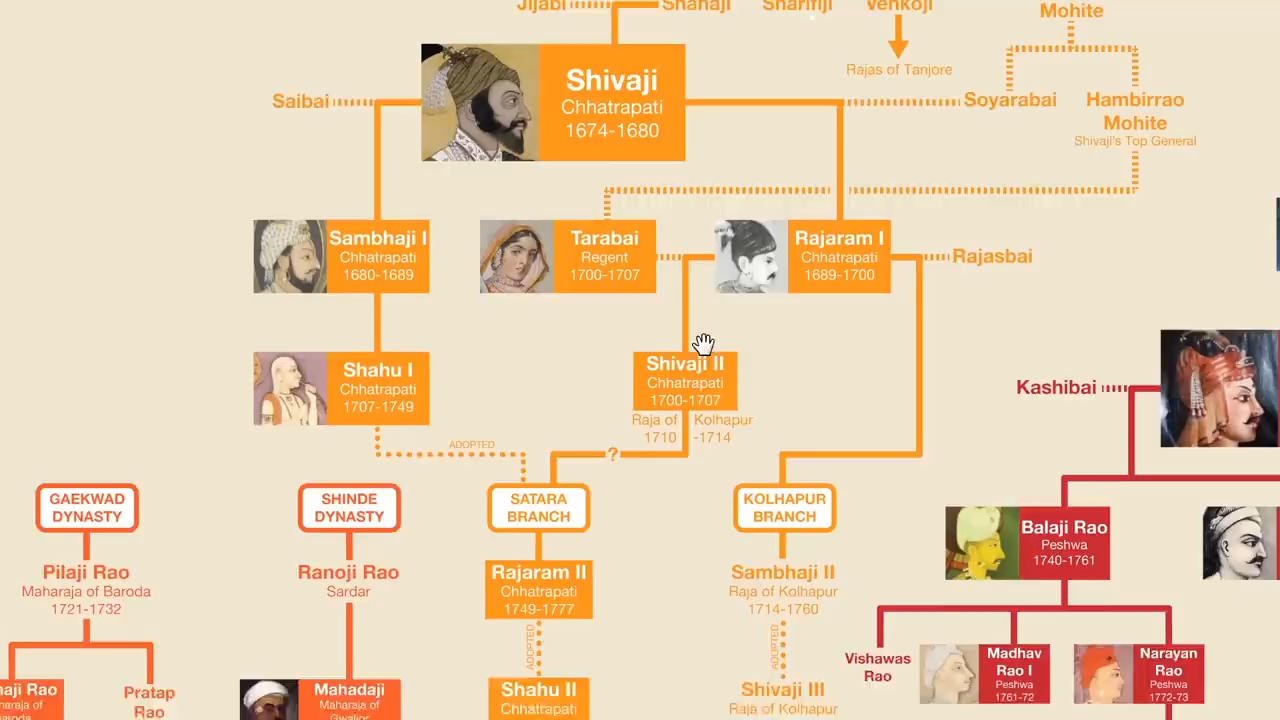 Jijabi
Shahaji
Sharifiji
Venkoji
Mohite
Rajas of Tanjore
Saibai
Shivaji
Chhatrapati
1674-1680
Soyarabai
Hambirrao
Mohite
Shivaji's Top General
Sambhaji I
Chhatrapati
1680-1689
Tarabai
Regent
1700-1707
Rajaram I
Chhatrapati
1689-1700
Rajasbai
Shahu I
Chhatrapati
1707-1749
Shivaji II
Chhatrapati
1700-1707
Raja of Kolhapur
1710 -1714
Kashibai
ADOPTED
?
GAEKWAD
DYNASTY
SHINDE
DYNASTY
SATARA
BRANCH
KOLHAPUR
BRANCH
Balaji Rao
Peshwa
1740-1761
Pilaji Rao
Maharaja of Baroda
1721-1732
Ranoji Rao
Sardar
Rajaram II
Chhatrapati
1749-1777
Sambhaji II
Raja of Kolhapur
1714-1760
ADOPTED
ADOPTED
Vishawas
Rao
Madhav
Rao I
Peshwa
1761-72
Narayan
Rao
Peshwa
1772-73
aji Rao
Pratap
Rao
Mahadaji
Maharaja of
Gwalior
Shahu II
Chhatrapati
Shivaji III
Raja of Kolhapur